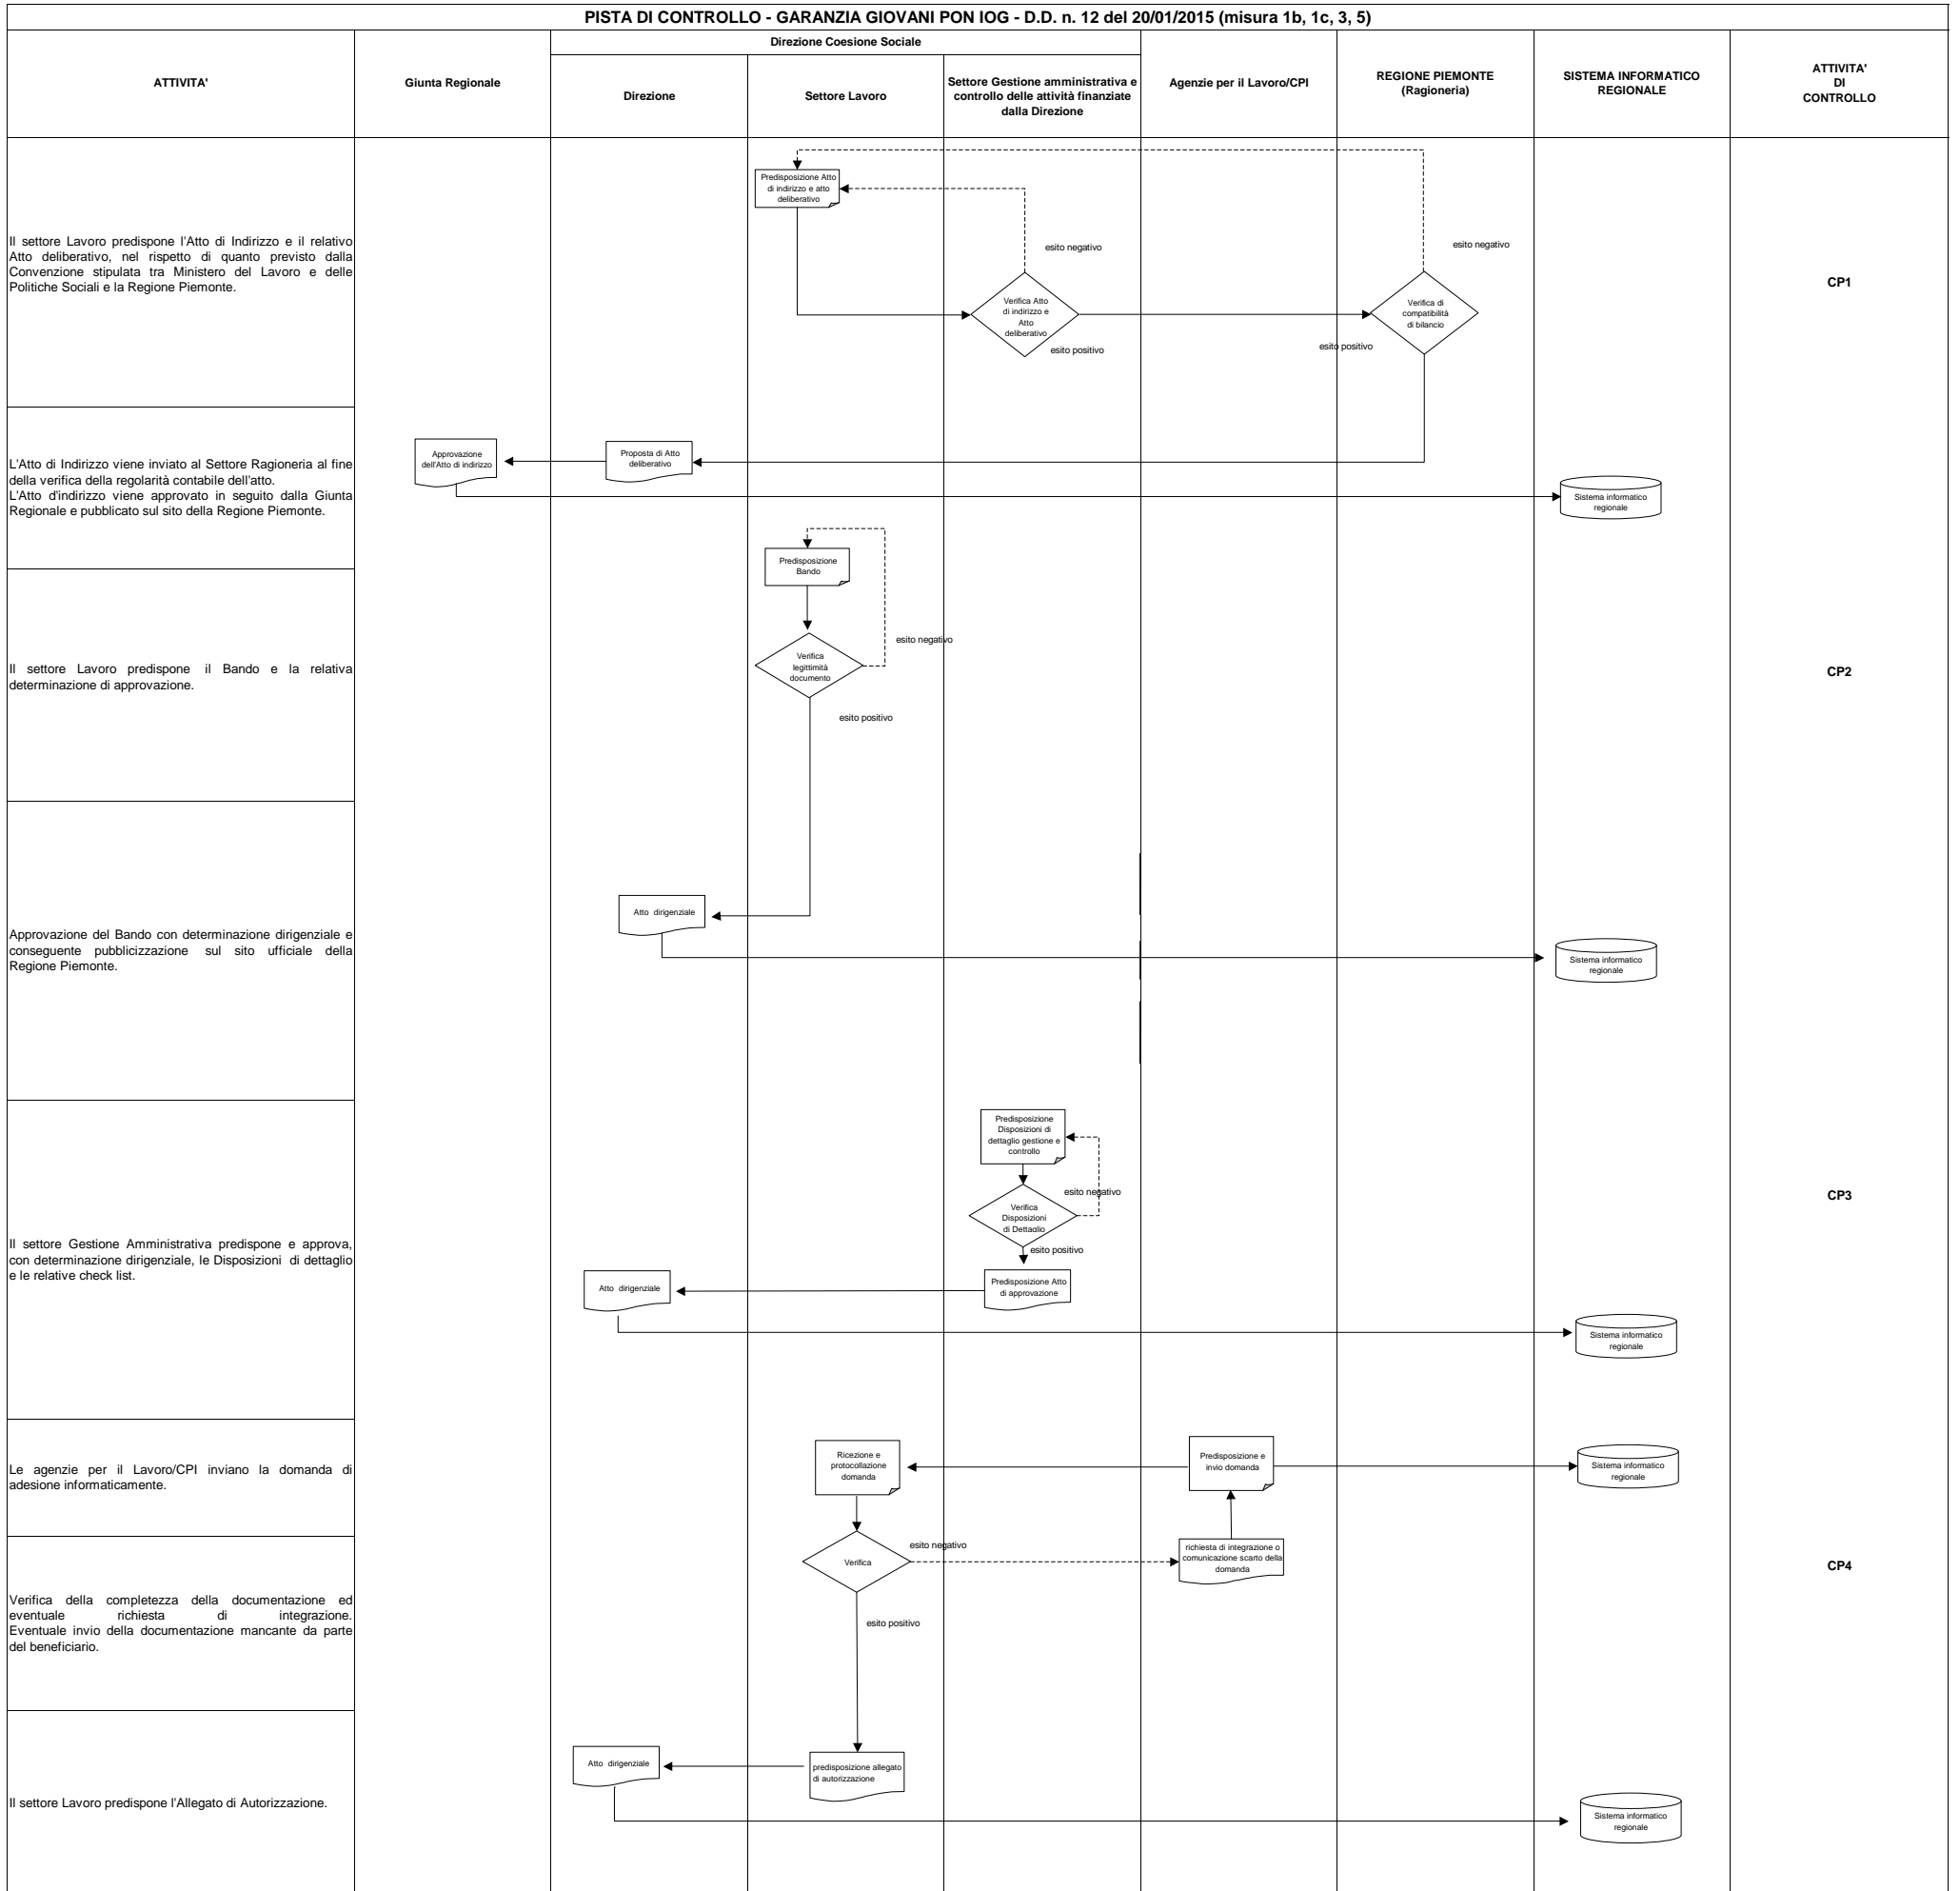 PISTA DI CONTROLLO - GARANZIA GIOVANI PON IOG - D.D. n. 12 del 20/01/2015 (misura 1b, 1c, 3, 5)
ATTIVITA'
Giunta Regionale
Direzione Coesione Sociale
Direzione
Settore Lavoro
Settore Gestione amministrativa e
controllo delle attività finanziate
dalla Direzione
Agenzie per il Lavoro/CPI
REGIONE PIEMONTE
(Ragioneria)
SISTEMA INFORMATICO
REGIONALE
ATTIVITA'
DI
CONTROLLO
Il settore Lavoro predispone l'Atto di Indirizzo e il relativo
Atto deliberativo, nel rispetto di quanto previsto dalla
Convenzione stipulata tra Ministero del Lavoro e delle
Politiche Sociali e la Regione Piemonte.
Predisposizione Atto
di indirizzo e atto
deliberativo
esito negativo
esito negativo
Verifica Atto
di indirizzo e
Atto
deliberativo
esito positivo
Verifica di
compatibilità
di bilancio
esito positivo
CP1
L'Atto di Indirizzo viene inviato al Settore Ragioneria al fine
della verifica della regolarità contabile dell'atto.
L'Atto d'indirizzo viene approvato in seguito dalla Giunta
Regionale e pubblicato sul sito della Regione Piemonte.
Approvazione
dell'Atto di indirizzo
Proposta di Atto
deliberativo
Sistema informatico
regionale
Il settore Lavoro predispone il Bando e la relativa
determinazione di approvazione.
Predisposizione
Bando
esito negativo
Verifica
legittimità
documento
esito positivo
CP2
Approvazione del Bando con determinazione dirigenziale e
conseguente pubblicizzazione sul sito ufficiale della
Regione Piemonte.
Atto dirigenziale
Sistema informatico
regionale
Il settore Gestione Amministrativa predispone e approva,
con determinazione dirigenziale, le Disposizioni di dettaglio
e le relative check list.
Predisposizione
Disposizioni di
dettaglio gestione e
controllo
esito negativo
Verifica
Disposizioni
di Dettaglio
esito positivo
Predisposizione Atto
di approvazione
Atto dirigenziale
Sistema informatico
regionale
CP3
Le agenzie per il Lavoro/CPI inviano la domanda di
adesione informaticamente.
Ricezione e
protocollazione
domanda
Predisposizione e
invio domanda
Sistema informatico
regionale
Verifica della completezza della documentazione ed
eventuale richiesta di integrazione.
Eventuale invio della documentazione mancante da parte
del beneficiario.
Verifica
esito negativo
richiesta di integrazione o
comunicazione scarto della
domanda
esito positivo
CP4
Il settore Lavoro predispone l'Allegato di Autorizzazione.
Atto dirigenziale
predisposizione allegato
di autorizzazione
Sistema informatico
regionale